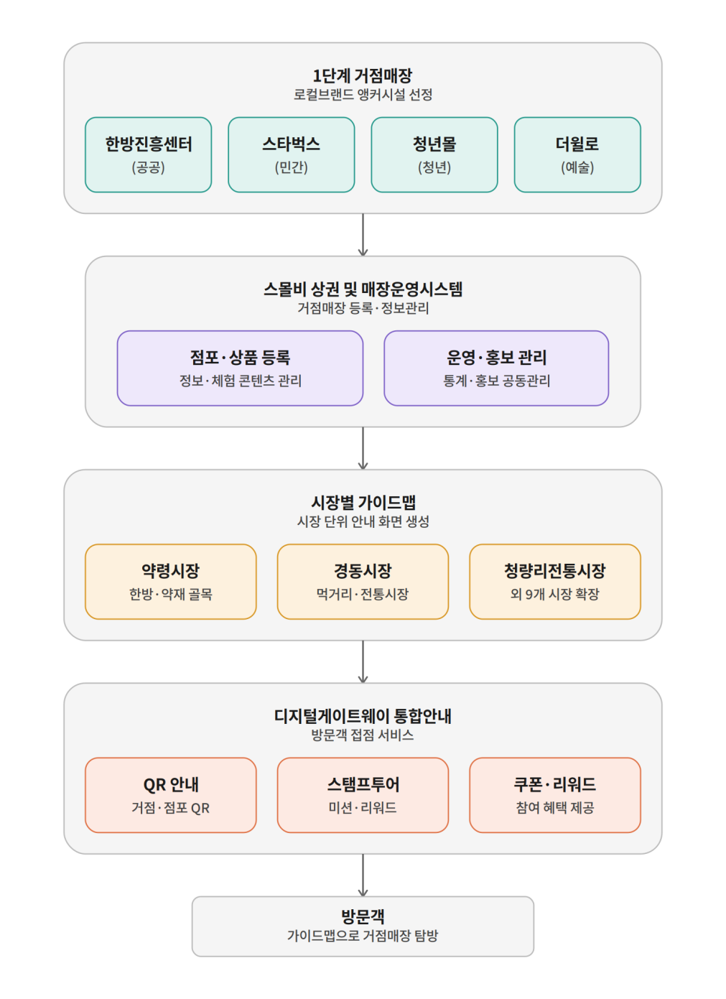 1단계 거점매장
로컬브랜드 앵커시설 선정
한방진흥센터
(공공)
스타벅스
(민간)
청년몰
(청년)
더윌로
(예술)
스몰비 상권 및 매장운영시스템
거점매장 등록·정보관리
점포·상품 등록
정보·체험 콘텐츠 관리
운영·홍보 관리
통계·홍보 공동관리
시장별 가이드맵
시장 단위 안내 화면 생성
약령시장
한방·약재 골목
경동시장
먹거리·전통시장
청량리전통시장
외 9개 시장 확장
디지털게이트웨이 통합안내
방문객 접점 서비스
QR 안내
거점·점포 QR
스탬프투어
미션·리워드
쿠폰·리워드
참여 혜택 제공
방문객
가이드맵으로 거점매장 탐방